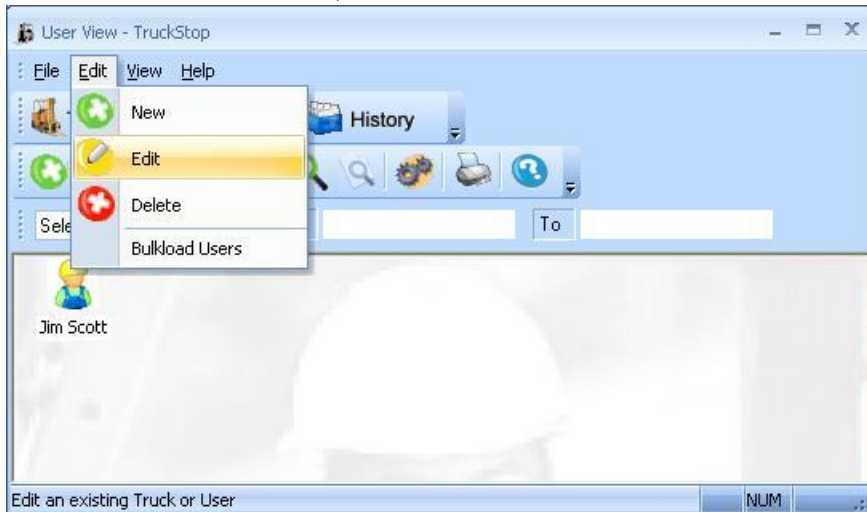 User View - TruckStop
File Edit View Help
New
History
Edit
Delete
Sele
To
Bulkload Users
Jim Scott
Edit an existing Truck or User
NUM